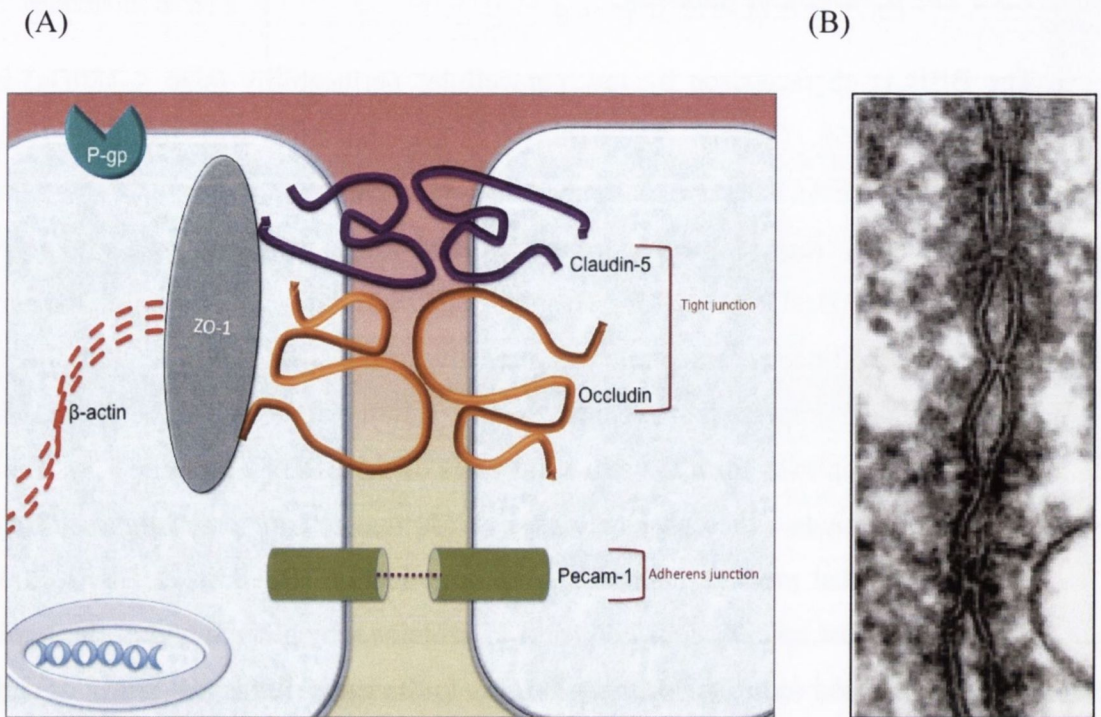 (A)
(B)
P-gp
ZO-1
Claudin-5
Tight junction
Occludin
β-actin
Pecam-1
Adherens junction